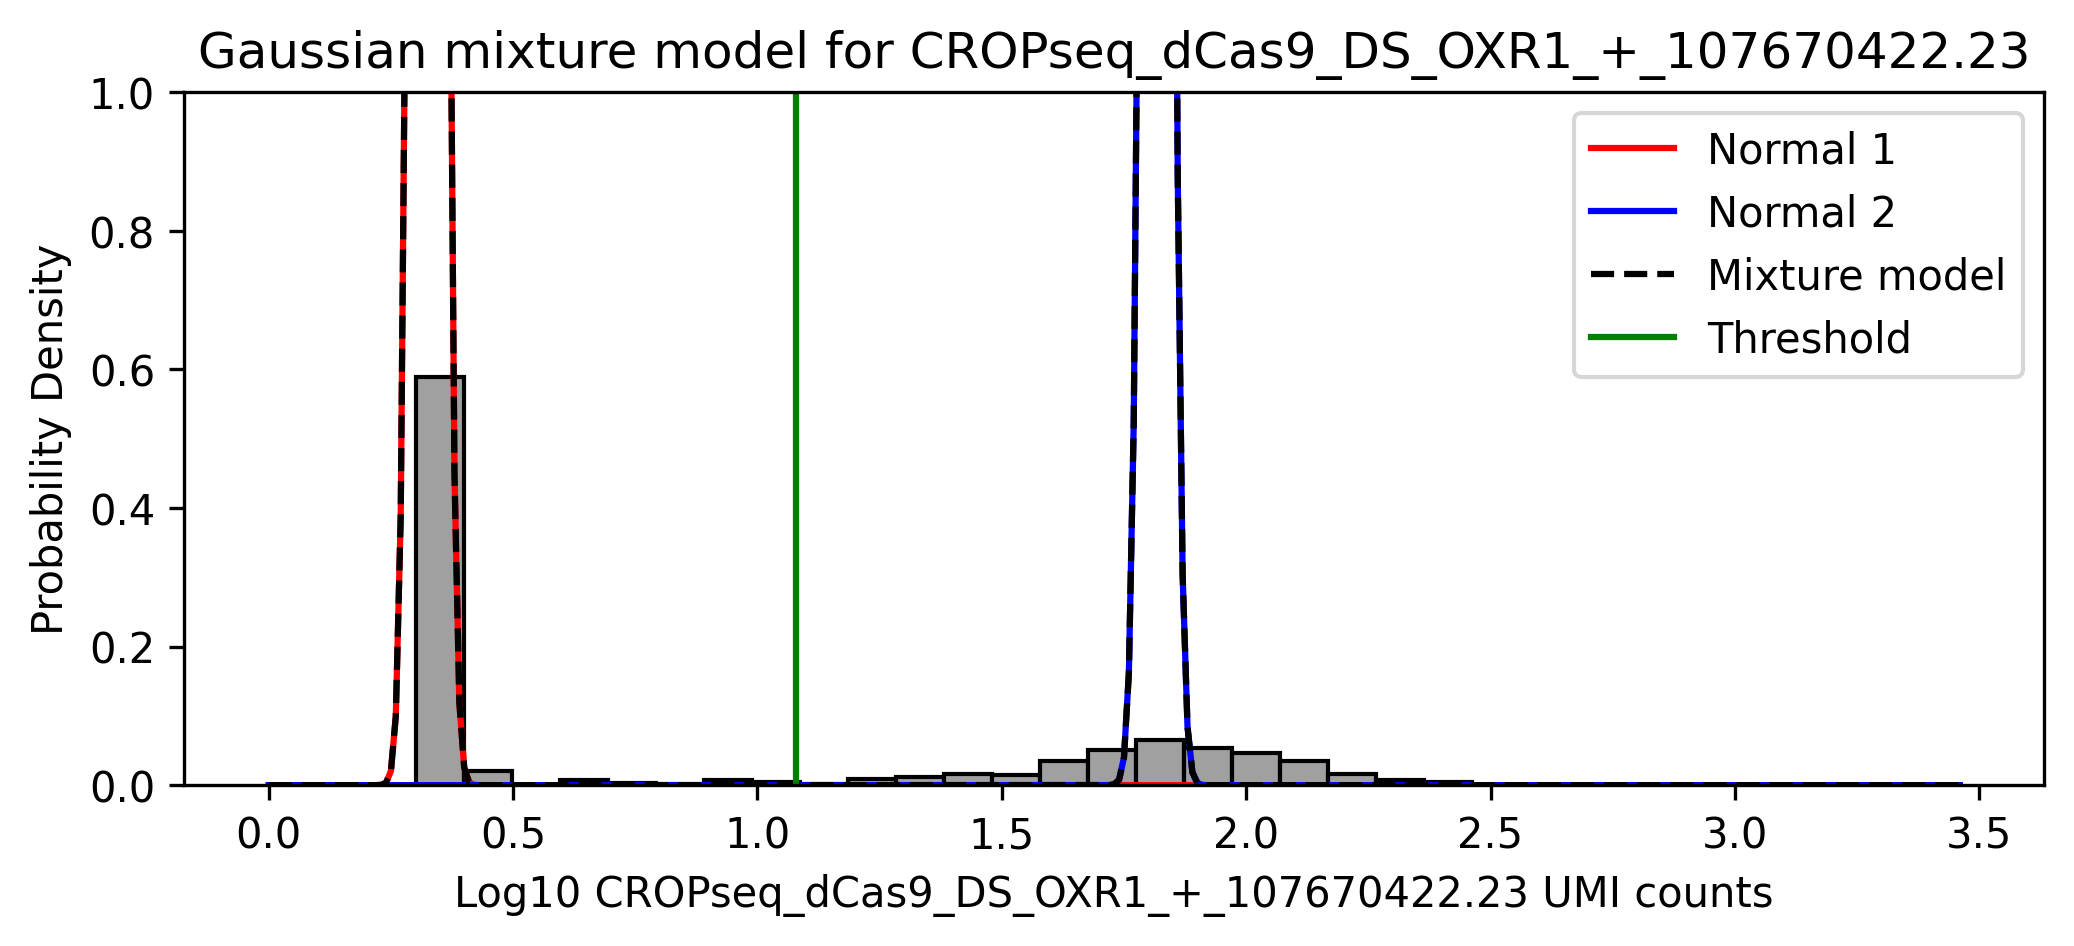 Gaussian mixture model for CROPseq_dCas9_DS_OXR1_+_107670422.23
1.0
0.8
0.6
0.4
0.2
0.0
Probability Density
Normal 1
Normal 2
Mixture model
Threshold
0.0 0.5 1.0 1.5 2.0 2.5 3.0 3.5
Log10 CROPseq_dCas9_DS_OXR1_+_107670422.23 UMI counts